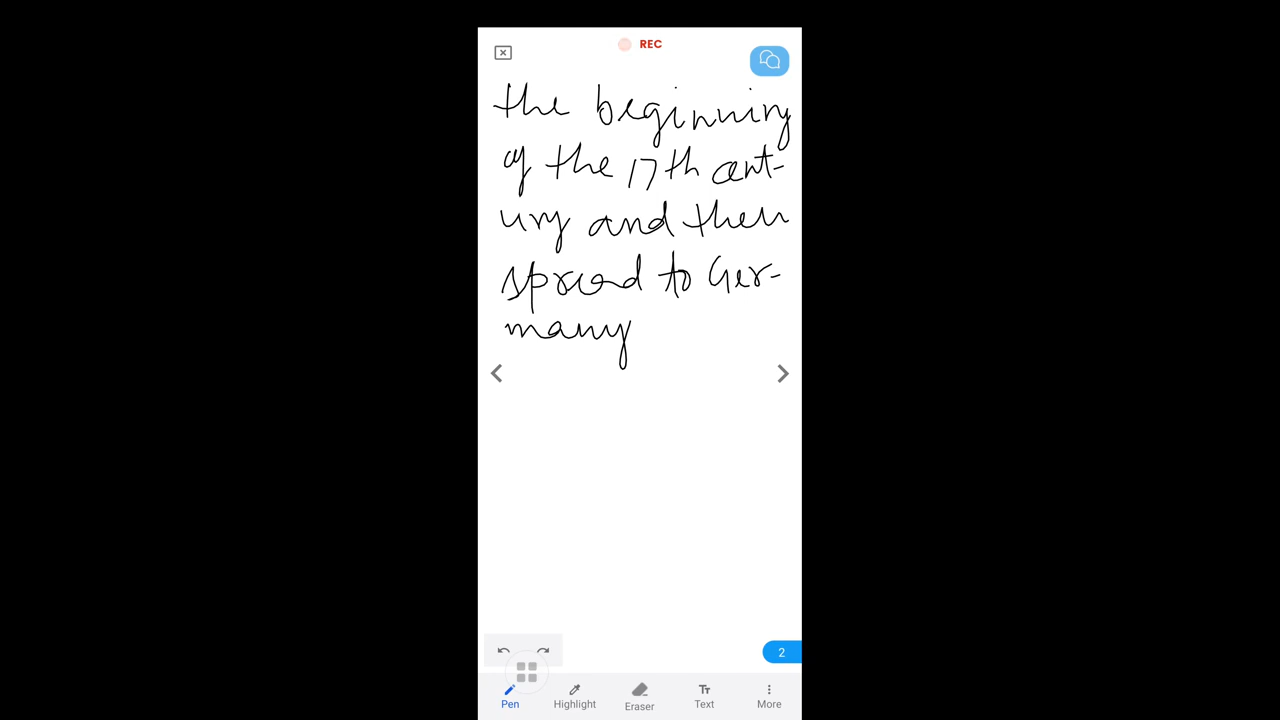 REC
the beginning
of the 17th cent-
ury and then
spread to Ger-
many
2
Pen
Highlight
Eraser
Tт Text
More